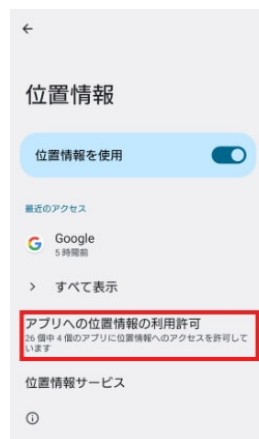 位置情報
位置情報を使用
最近のアクセス
Google
5 時間前
すべて表示
アプリへの位置情報の利用許可
26 個中 4 個のアプリに位置情報へのアクセスを許可して
います
位置情報サービス